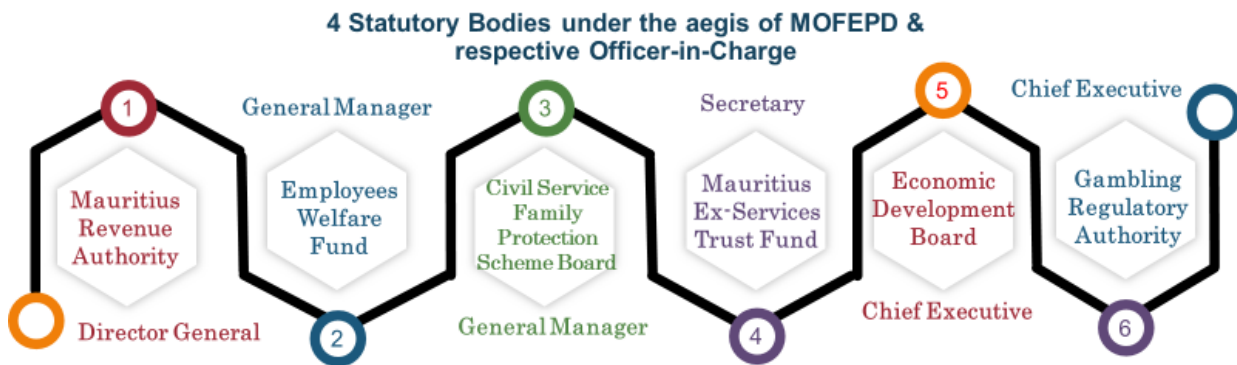 4 Statutory Bodies under the aegis of MOFEPD &
respective Officer-in-Charge
1
Mauritius
Revenue
Authority
Director General
General Manager
Employees
Welfare
Fund
2
3
Civil Service
Family
Protection
Scheme Board
General Manager
Secretary
Mauritius
Ex-Services
Trust Fund
4
5
Economic
Development
Board
Chief Executive
Chief Executive
Gambling
Regulatory
Authority
6